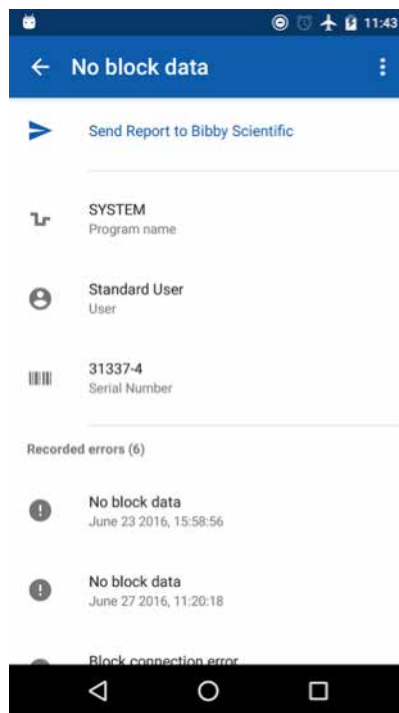 11:43
No block data
Send Report to Bibby Scientific
SYSTEM
Program name
Standard User
User
31337-4
Serial Number
Recorded errors (6)
No block data
June 23 2016, 15:58:56
No block data
June 27 2016, 11:20:18
Block connection error